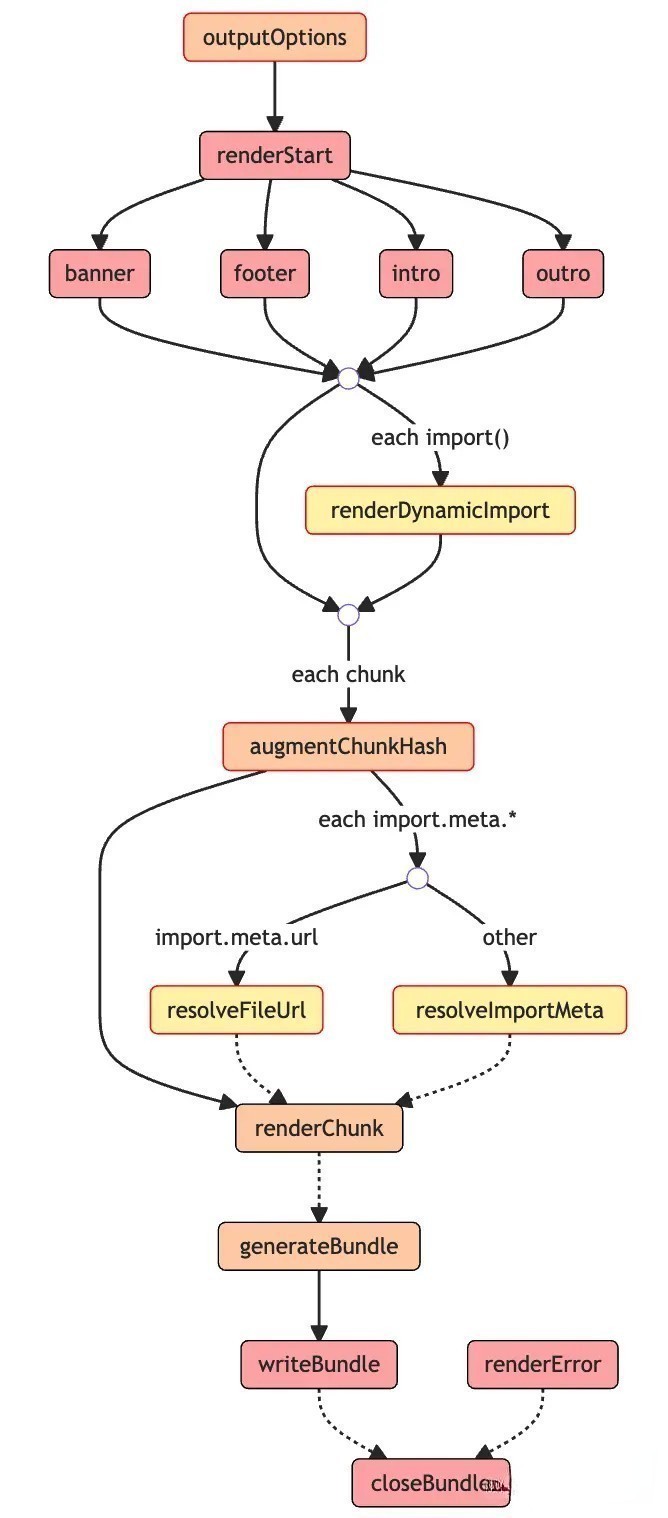 outputOptions
renderStart
banner
footer
intro
outro
each import()
renderDynamicImport
each chunk
augmentChunkHash
each import.meta.*
import.meta.url
other
resolveFileUrl
resolveImportMeta
renderChunk
generateBundle
writeBundle
renderError
closeBundle